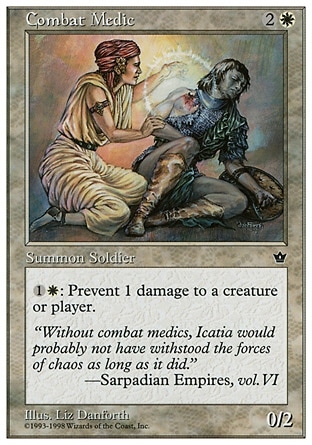 Combat Medic 2
Summon Soldier
1: Prevent 1 damage to a creature
or player.
“Without combat medics, Icatia would
probably not have withstood the forces
of chaos as long as it did.”
—Sarpadian Empires, vol. VI
Illus. Liz Danforth
©1993-1998 Wizards of the Coast, Inc. 0/2